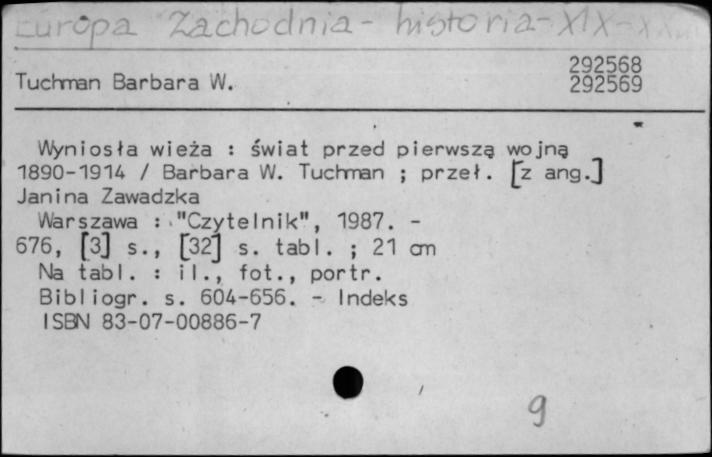 Europa Zachodnia - historia - XIX-XX w.
292568
Tuchman Barbara W. 292569
Wyniosła wieża : świat przed pierwszą wojną
1890-1914 / Barbara W. Tuchman ; przeł. [z ang.]
Janina Zawadzka
Warszawa : "Czytelnik", 1987. -
676, [3] s., [32] s. tabl. ; 21 cm
Na tabl. : il., fot., portr.
Bibliogr. s. 604-656. - Indeks
ISBN 83-07-00886-7
9